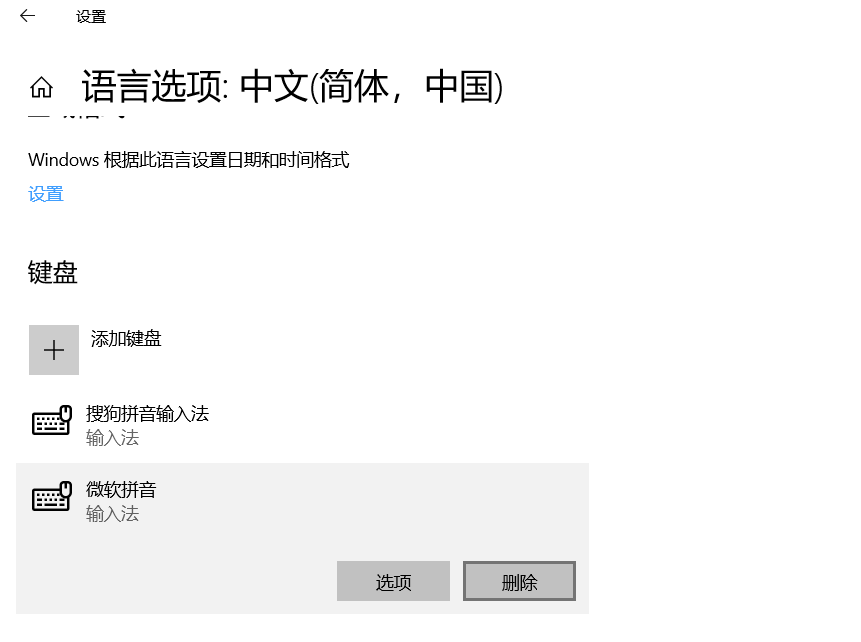 设置
语言选项: 中文(简体，中国)
Windows 根据此语言设置日期和时间格式
设置
键盘
添加键盘
搜狗拼音输入法
输入法
微软拼音
输入法
选项
删除